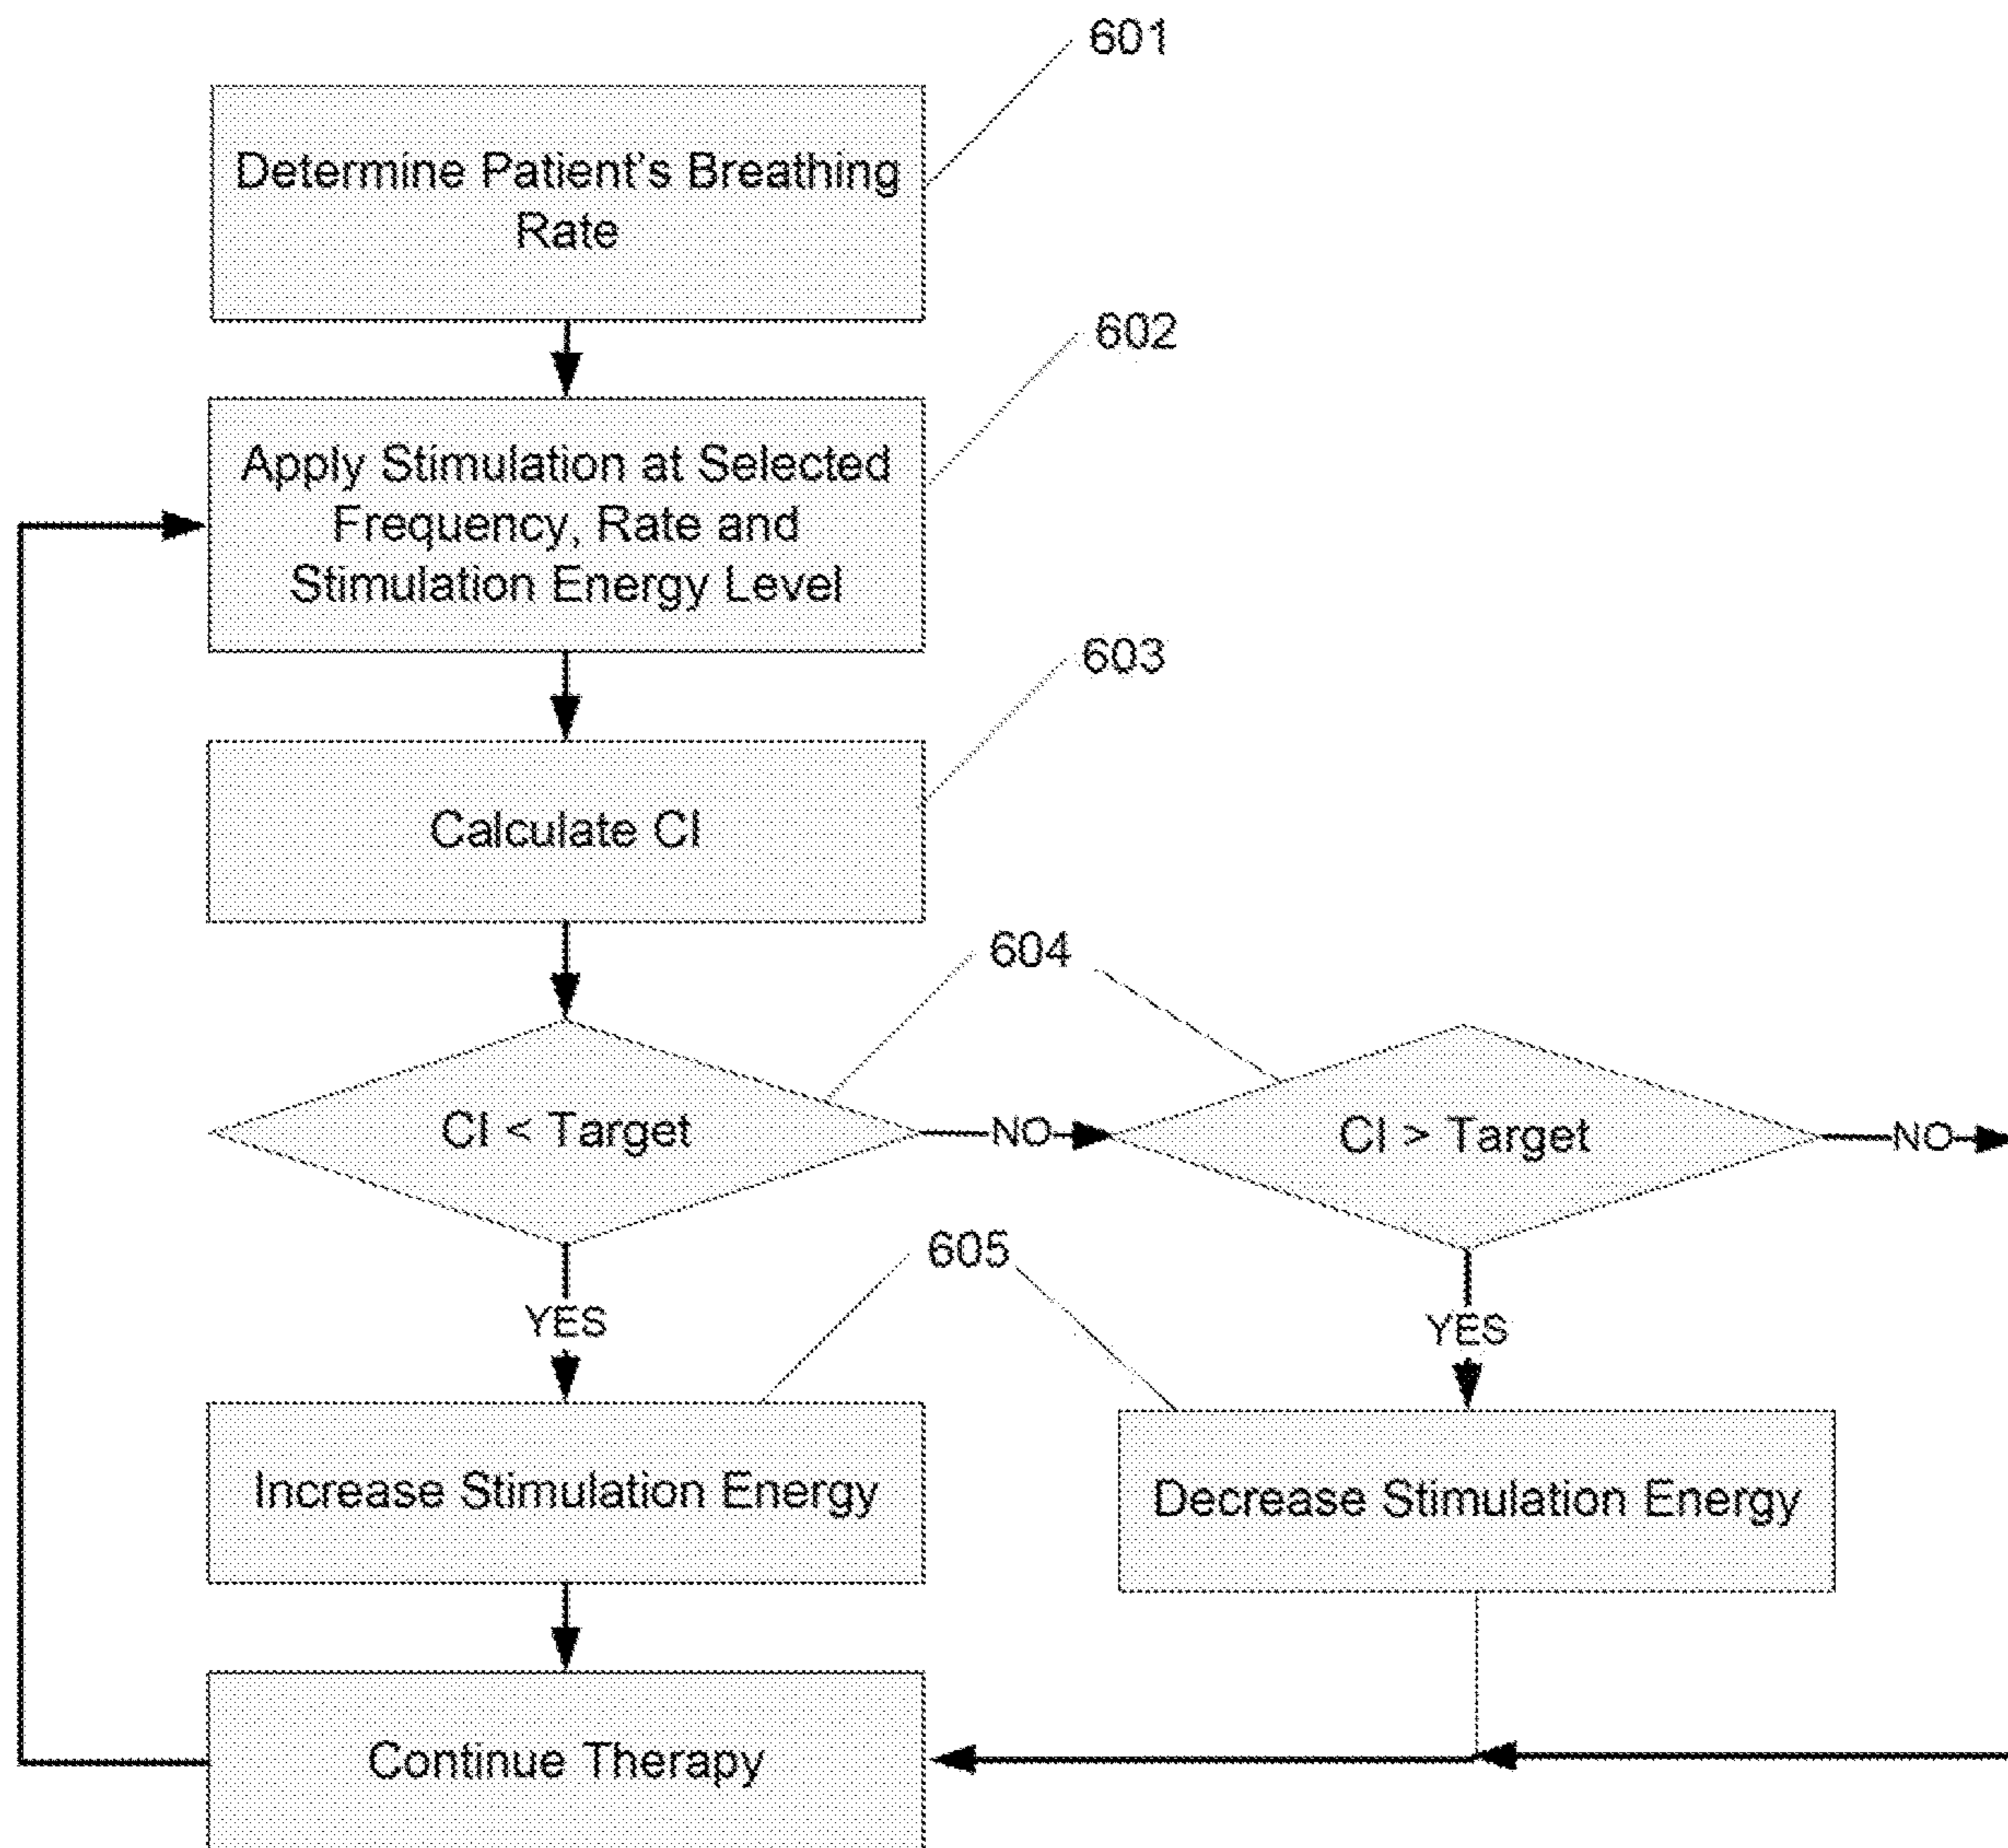 601
Determine Patient's Breathing
Rate
602
Apply Stimulation at Selected
Frequency, Rate and
Stimulation Energy Level
603
Calculate CI
604
CI < Target
NO
CI > Target
NO
605
YES
YES
Increase Stimulation Energy
Decrease Stimulation Energy
Continue Therapy